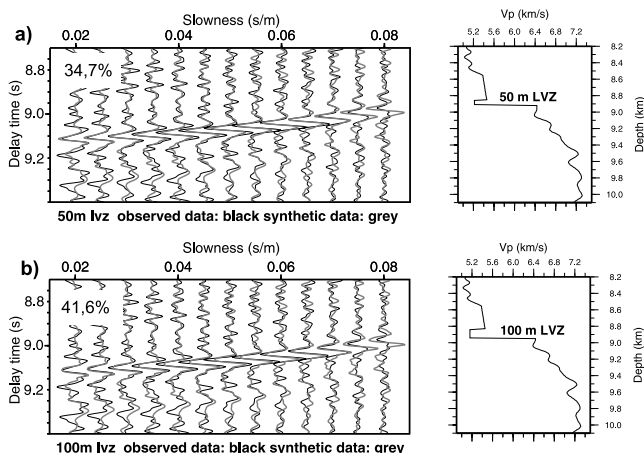 Slowness (s/m)
a)
0.02 0.04 0.06 0.08
34,7%
Delay time (s)
8.8
9.0
9.2
50m lvz observed data: black synthetic data: grey
Vp (km/s)
5.2 5.6 6.0 6.4 6.8 7.2
50 m LVZ
8.2
8.4
8.6
8.8
9.0
9.2
9.4
9.6
9.8
10.0
Depth (km)
Slowness (s/m)
b)
0.02 0.04 0.06 0.08
41,6%
Delay time (s)
8.8
9.0
9.2
100m lvz observed data: black synthetic data: grey
Vp (km/s)
5.2 5.6 6.0 6.4 6.8 7.2
100 m LVZ
8.2
8.4
8.6
8.8
9.0
9.2
9.4
9.6
9.8
10.0
Depth (km)